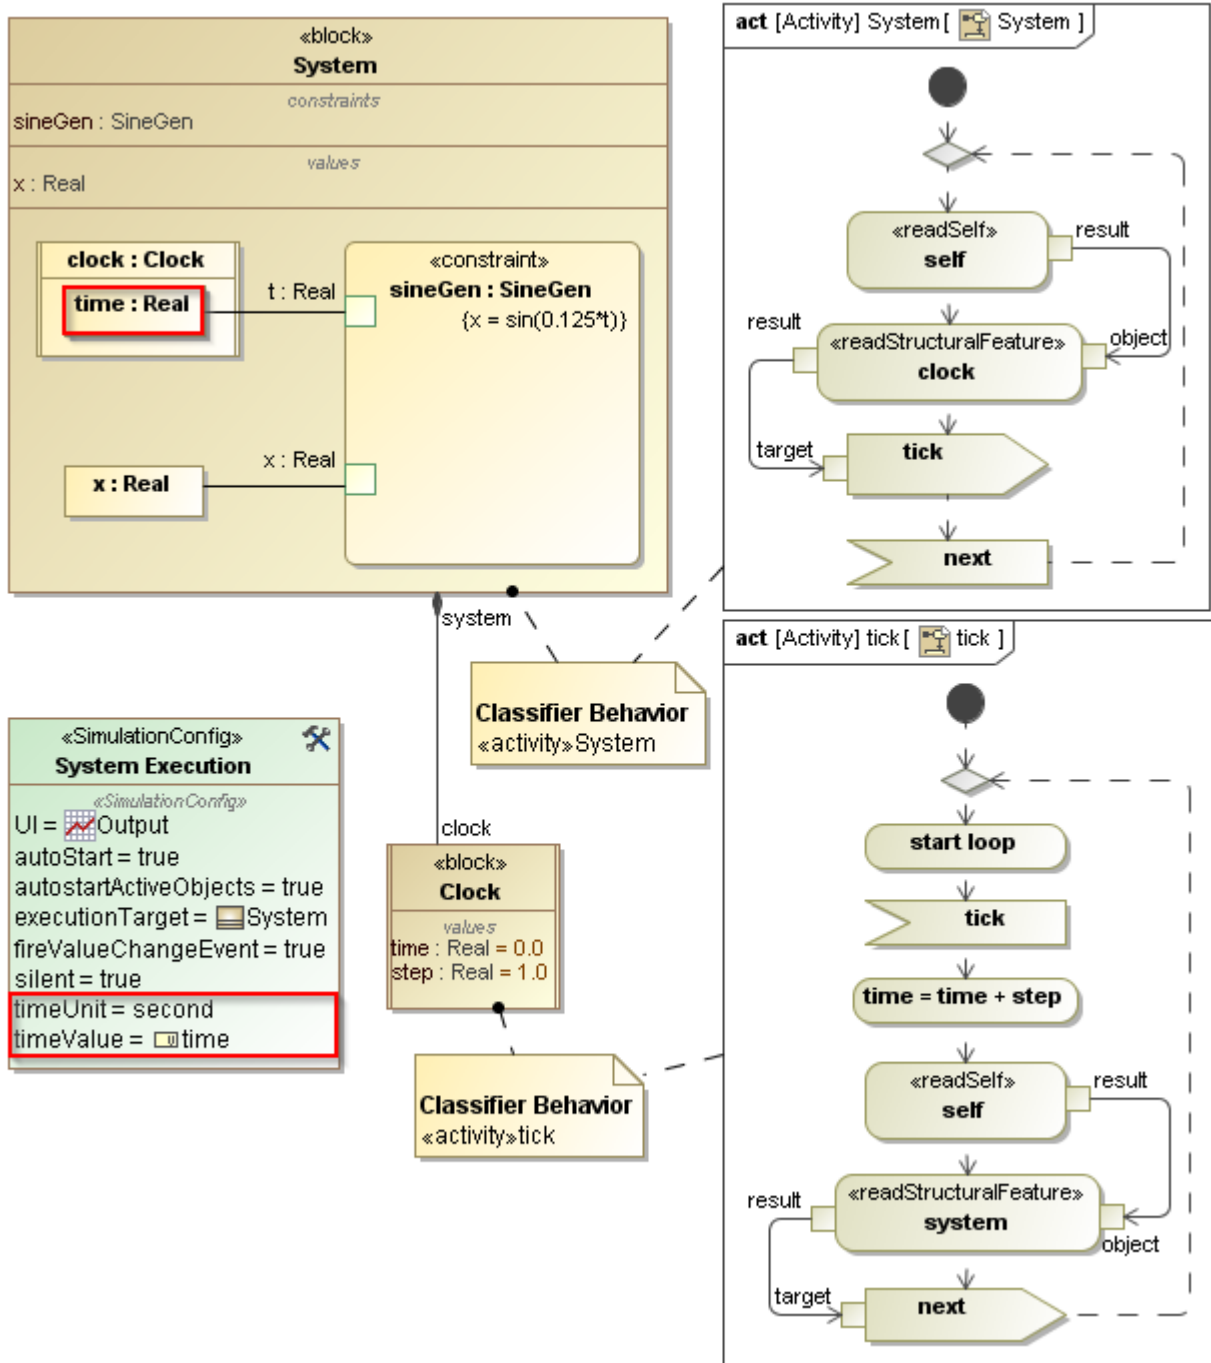 «block»
System
constraints
sineGen : SineGen
values
x : Real
clock : Clock
time : Real
t : Real
«constraint»
sineGen : SineGen
{x = sin(0.125*t)}
x : Real
x : Real
system
Classifier Behavior
«activity»System
clock
«block»
Clock
values
time : Real = 0.0
step : Real = 1.0
Classifier Behavior
«activity»tick
«SimulationConfig»
System Execution
«SimulationConfig»
UI = Output
autoStart = true
autostartActiveObjects = true
executionTarget = System
fireValueChangeEvent = true
silent = true
timeUnit = second
timeValue = time
act [Activity] System [ System ]
«readSelf»
self
result
result
«readStructuralFeature»
clock
object
target
tick
next
act [Activity] tick [ tick ]
start loop
tick
time = time + step
«readSelf»
self
result
result
«readStructuralFeature»
system
object
target
next